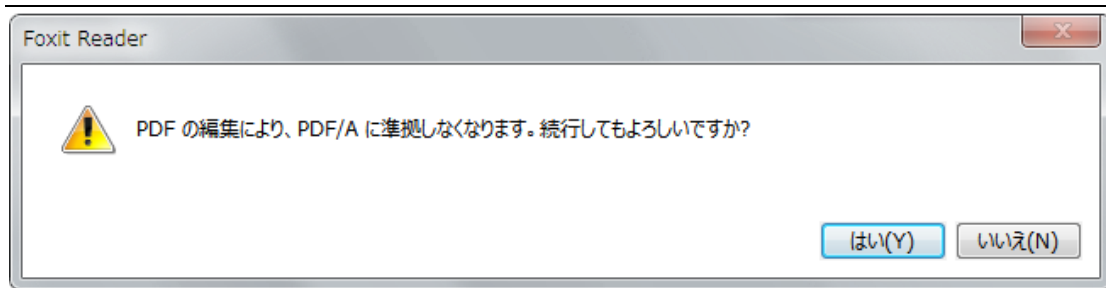 Foxit Reader
PDF の編集により、PDF/A に準拠しなくなります。続行してもよろしいですか?
はい(Y) いいえ(N)